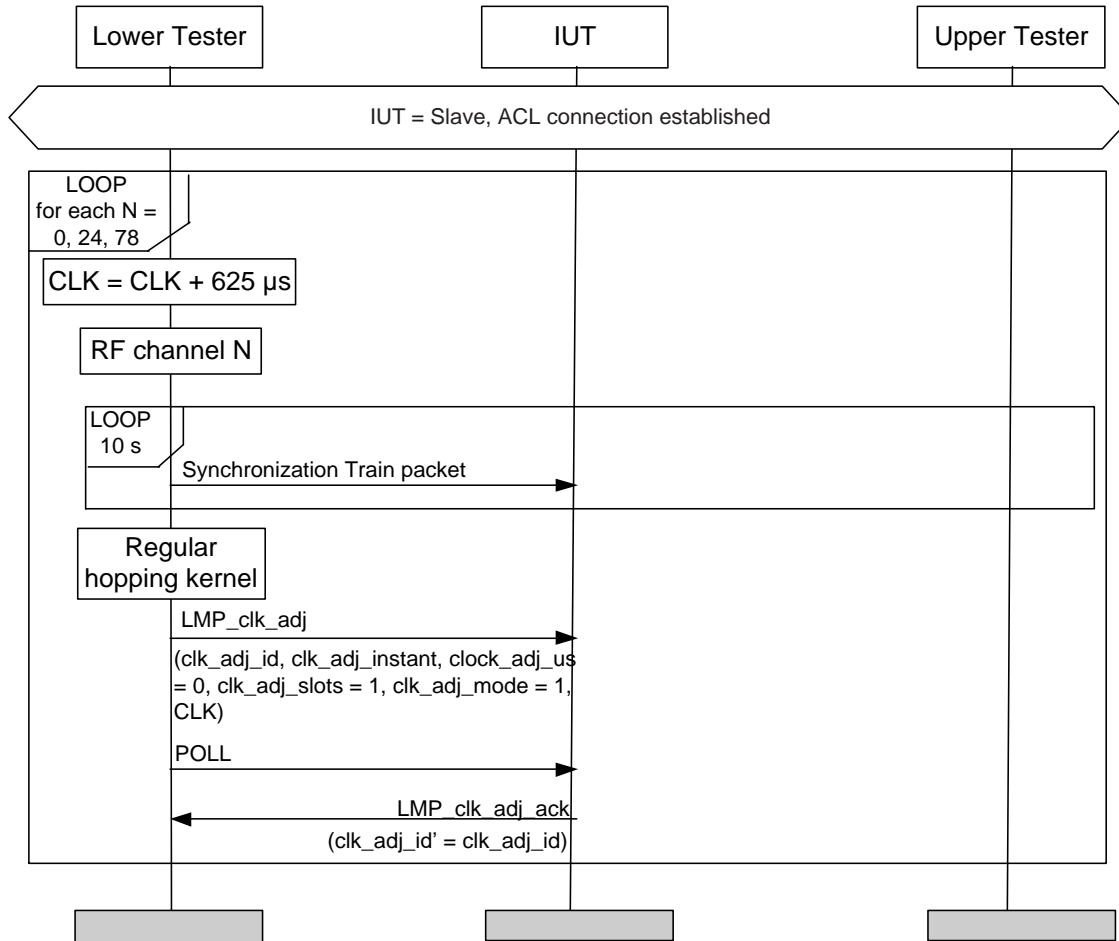 Lower Tester
IUT
Upper Tester
IUT = Slave, ACL connection established
LOOP
for each N =
0, 24, 78
CLK = CLK + 625 µs
RF channel N
LOOP
10 s
Synchronization Train packet
Regular
hopping kernel
LMP_clk_adj
(clk_adj_id, clk_adj_instant, clock_adj_us
= 0, clk_adj_slots = 1, clk_adj_mode = 1,
CLK)
POLL
LMP_clk_adj_ack
(clk_adj_id’ = clk_adj_id)